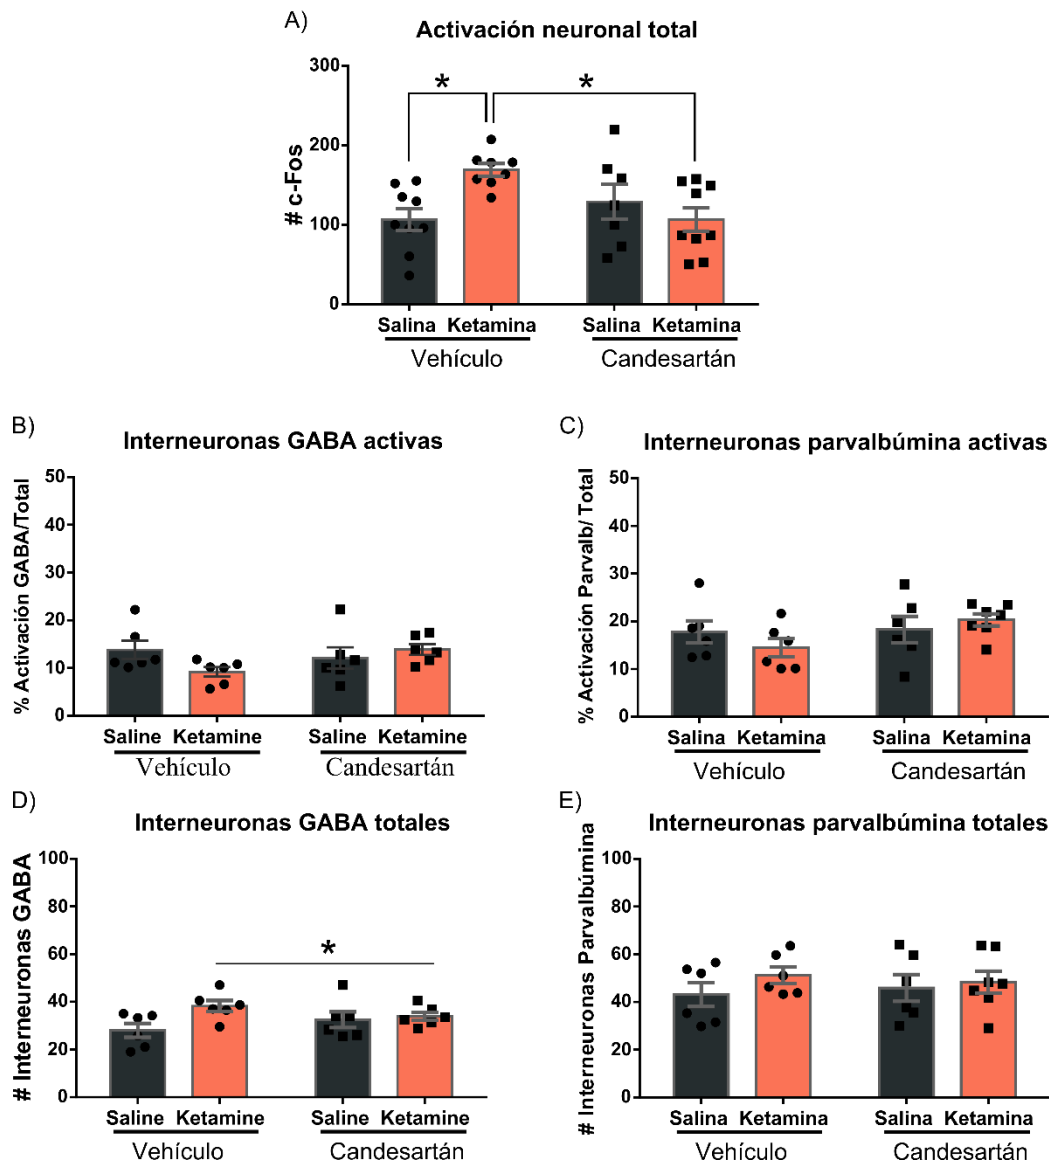 A)
Activación neuronal total
# c-Fos
300
200
100
0
*
*
Salina Ketamina Salina Ketamina
Vehículo Candesartán
B)
Interneuronas GABA activas
% Activación GABA/Total
50
40
30
20
10
0
Saline Ketamine Saline Ketamine
Vehículo Candesartán
C)
Interneuronas parvalbúmina activas
% Activación Parvalb/ Total
50
40
30
20
10
0
Salina Ketamina Salina Ketamina
Vehículo Candesartán
D)
Interneuronas GABA totales
# Interneuronas GABA
100
80
60
40
20
0
*
Saline Ketamine Saline Ketamine
Vehículo Candesartán
E)
Interneuronas parvalbúmina totales
# Interneuronas Parvalbúmina
100
80
60
40
20
0
Salina Ketamina Salina Ketamina
Vehículo Candesartán